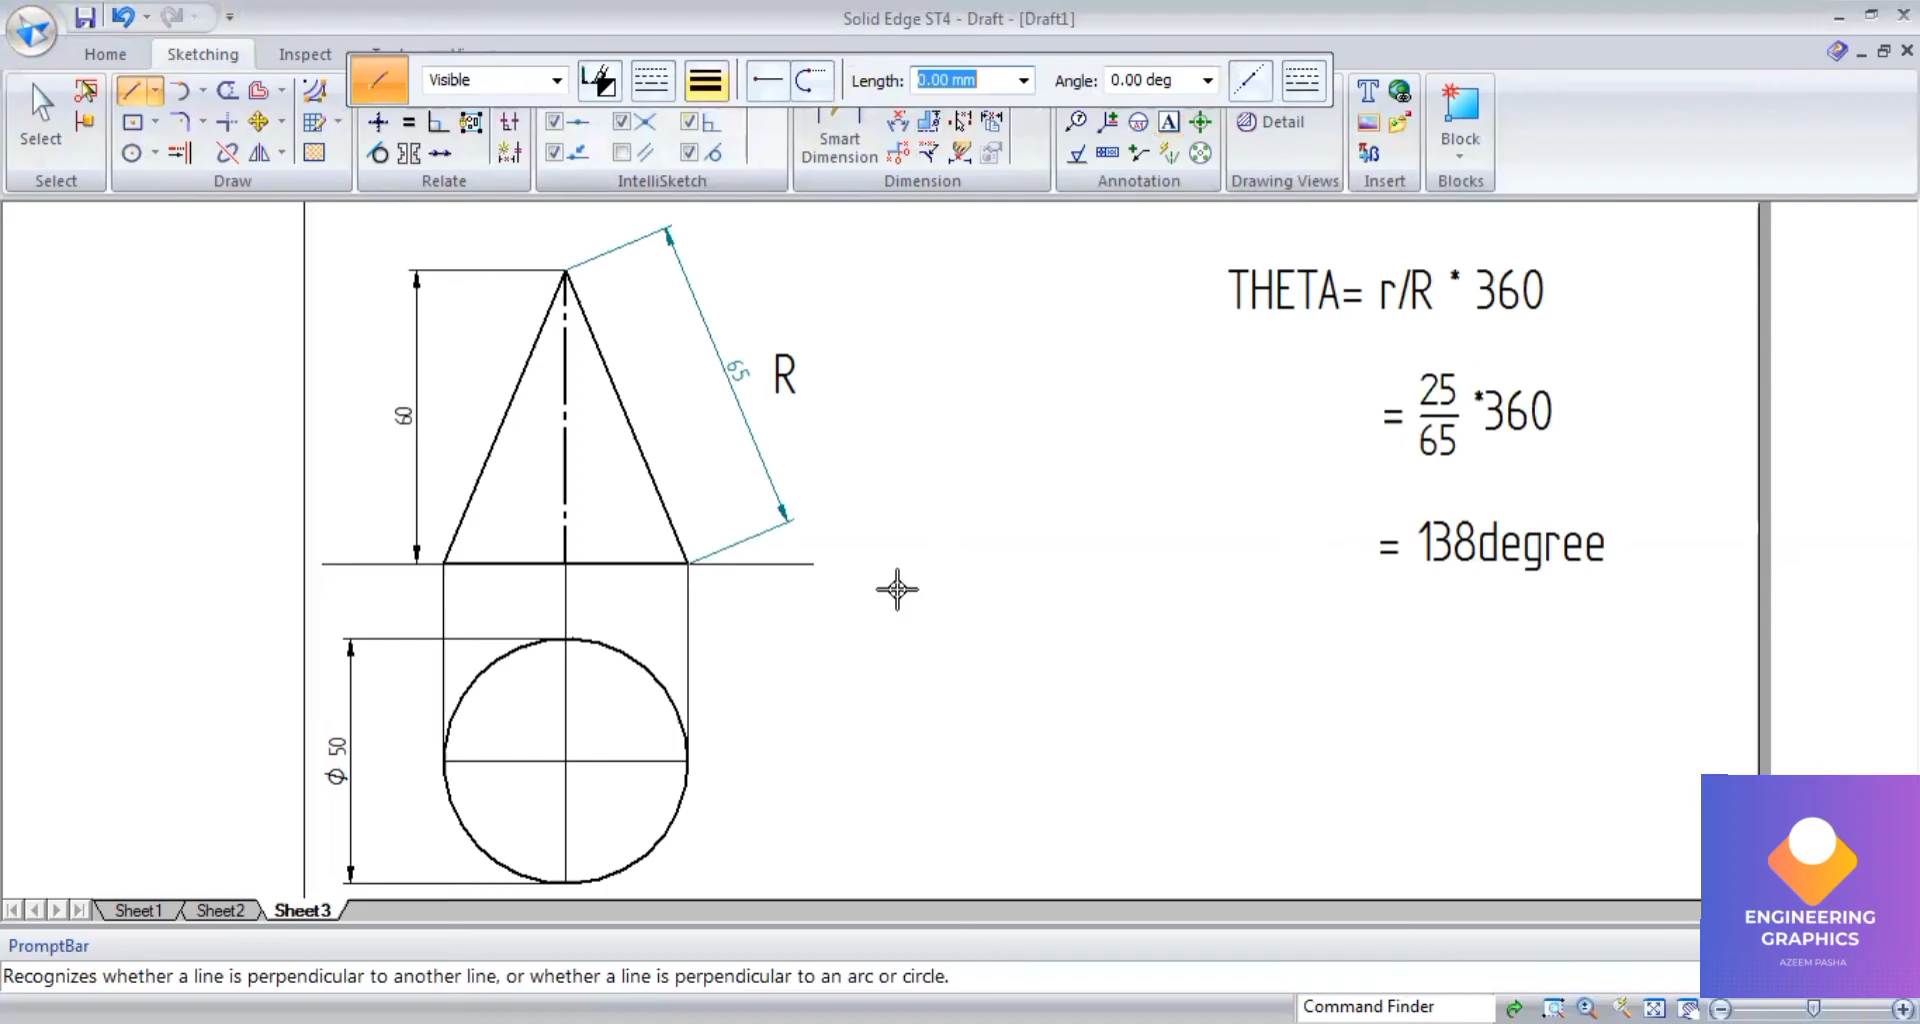 Solid Edge ST4 - Draft - [Draft1]
Home
Sketching
Inspect
Visible
Length:
0.00 mm
Angle:
0.00 deg
Select
Smart
Dimension
A
T
Detail
Block
Select
Draw
Relate
IntelliSketch
Dimension
Annotation
Drawing Views
Insert
Blocks
60
65
R
Φ 50
THETA= r/R * 360
= 25/65 *360
= 138degree
Sheet1
Sheet2
Sheet3
PromptBar
Recognizes whether a line is perpendicular to another line, or whether a line is perpendicular to an arc or circle.
Command Finder
ENGINEERING
GRAPHICS
AZEEM PASHA